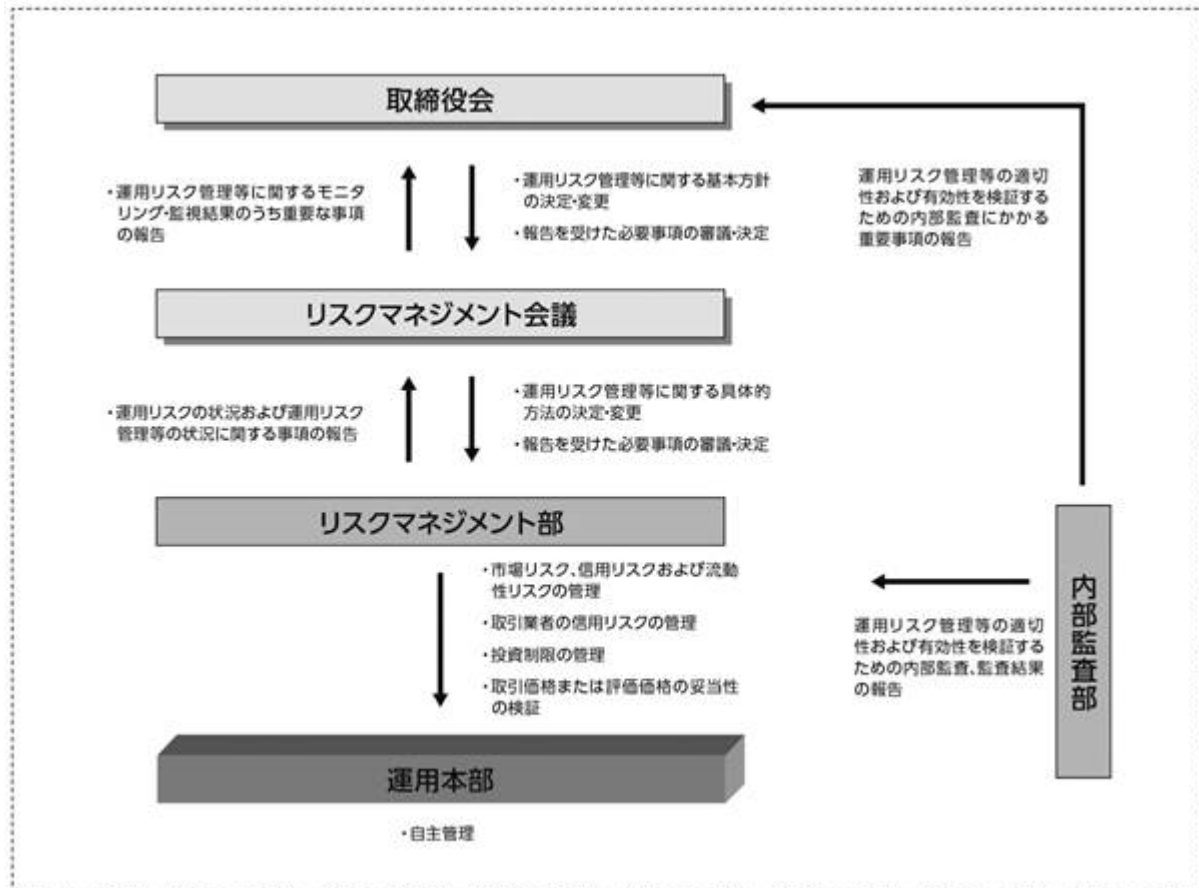 取締役会
・運用リスク管理等に関するモニタ
リング・監視結果のうち重要な事項
の報告
・運用リスク管理等に関する基本方針
の決定・変更
・報告を受けた必要事項の審議・決定
運用リスク管理等の適切
性および有効性を検証する
ための内部監査にかかる
重要事項の報告
リスクマネジメント会議
・運用リスクの状況および運用リスク
管理等の状況に関する事項の報告
・運用リスク管理等に関する具体的
方法の決定・変更
・報告を受けた必要事項の審議・決定
リスクマネジメント部
・市場リスク、信用リスクおよび流動
性リスクの管理
・取引業者の信用リスクの管理
・投資制限の管理
・取引価格または評価価格の妥当性
の検証
運用リスク管理等の適切
性および有効性を検証する
ための内部監査、監査結果
の報告
内部監査部
運用本部
・自主管理